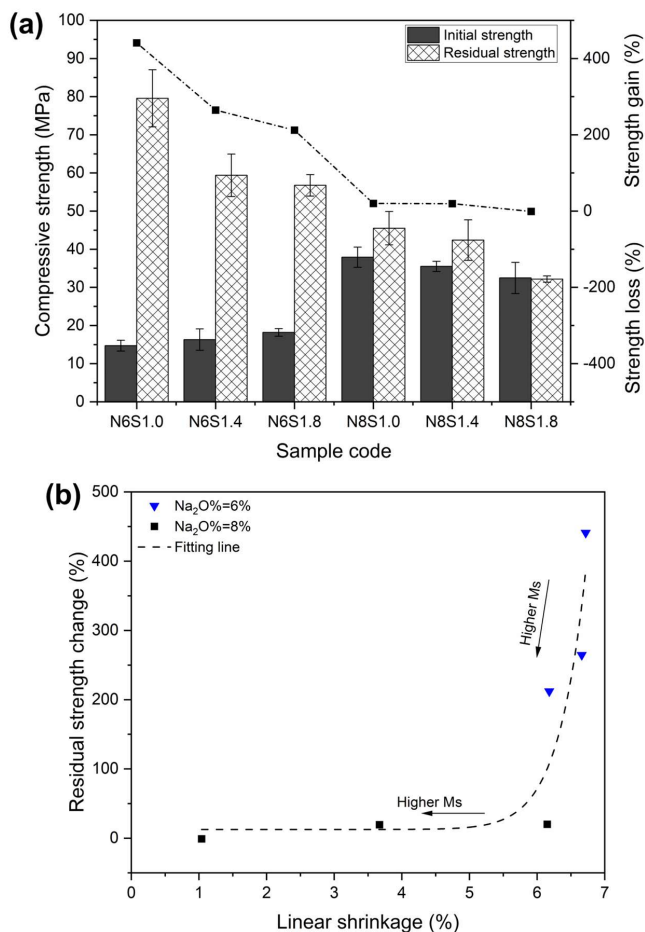 (a)
Initial strength
Residual strength
100
90
80
70
60
50
40
30
20
10
0
Compressive strength (MPa)
400
200
0
−200
−400
Strength gain (%)
Strength loss (%)
N6S1.0 N6S1.4 N6S1.8 N8S1.0 N8S1.4 N8S1.8
Sample code
(b)
500
400
300
200
100
0
Residual strength change (%)
Na₂O%=6%
Na₂O%=8%
Fitting line
Higher Ms
Higher Ms
0 1 2 3 4 5 6 7
Linear shrinkage (%)